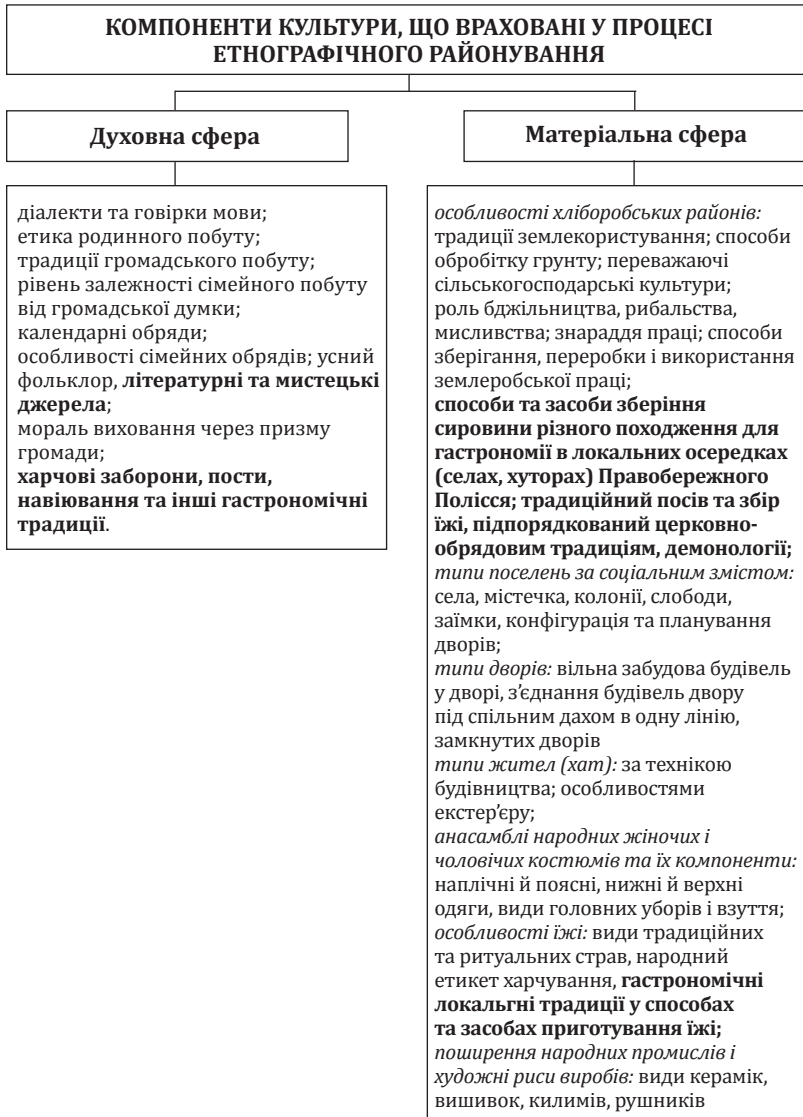 КОМПОНЕНТИ КУЛЬТУРИ, ЩО ВРАХОВАНІ У ПРОЦЕСІ
ЕТНОГРАФІЧНОГО РАЙОНУВАННЯ
Духовна сфера
діалекти та говірки мови;
етика родинного побуту;
традиції громадського побуту;
рівень залежності сімейного побуту
від громадської думки;
календарні обряди;
особливості сімейних обрядів; усний
фольклор, літературні та мистецькі
джерела;
мораль виховання через призму
громади;
харчові заборони, пости,
навіювання та інші гастрономічні
традиції.
Матеріальна сфера
особливості хліборобських районів:
традиції землекористування; способи
обробітку грунту; переважаючі
сільськогосподарські культури;
роль бджільництва, рибальства,
мисливства; знараддя праці; способи
зберігання, переробки і використання
землеробської праці;
способи та засоби зберіння
сировини різного походження для
гастрономії в локальних осередках
(селах, хуторах) Правобережного
Полісся; традиційний посів та збір
їжі, підпорядкований церковно-
обрядовим традиціям, демонології;
типи поселень за соціальним змістом:
села, містечка, колонії, слободи,
заїмки, конфігурація та планування
дворів;
типи дворів: вільна забудова будівель
у дворі, з’єднання будівель двору
під спільним дахом в одну лінію,
замкнутих дворів
типи жител (хат): за технікою
будівництва; особливостями
екстер’єру;
анасамблі народних жіночих і
чоловічих костюмів та їх компоненти:
наплічні й поясні, нижні й верхні
одяги, види головних уборів і взуття;
особливості їжі: види традиційних
та ритуальних страв, народний
етикет харчування, гастрономічні
локальгні традиції у способах
та засобах приготування їжі;
поширення народних промислів і
художні риси виробів: види керамік,
вишивок, килимів, рушників